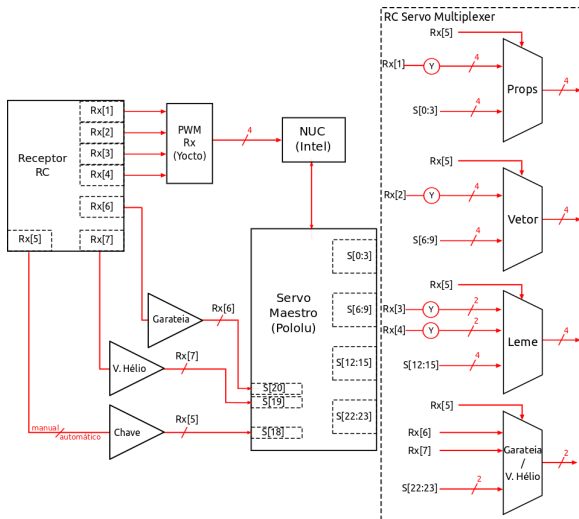 RC Servo Multiplexer
Receptor
RC
Rx[1]
Rx[2]
Rx[3]
Rx[4]
Rx[6]
Rx[5]
Rx[7]
PWM
Rx
(Yocto)
4
NUC
(Intel)
Servo
Maestro
(Pololu)
S[0:3]
S[6:9]
S[12:15]
S[22:23]
S[20]
S[19]
S[18]
Garateia
Rx[6]
V. Hélio
Rx[7]
manual
automático
Chave
Rx[5]
Rx[5]
Rx[1]
Y
4
Props
4
S[0:3]
4
Rx[5]
Rx[2]
Y
4
Vetor
4
S[6:9]
4
Rx[5]
Rx[3]
Y
2
Rx[4]
Y
2
Leme
4
S[12:15]
4
Rx[5]
Rx[6]
Rx[7]
Garateia
/
V. Hélio
2
S[22:23]
2